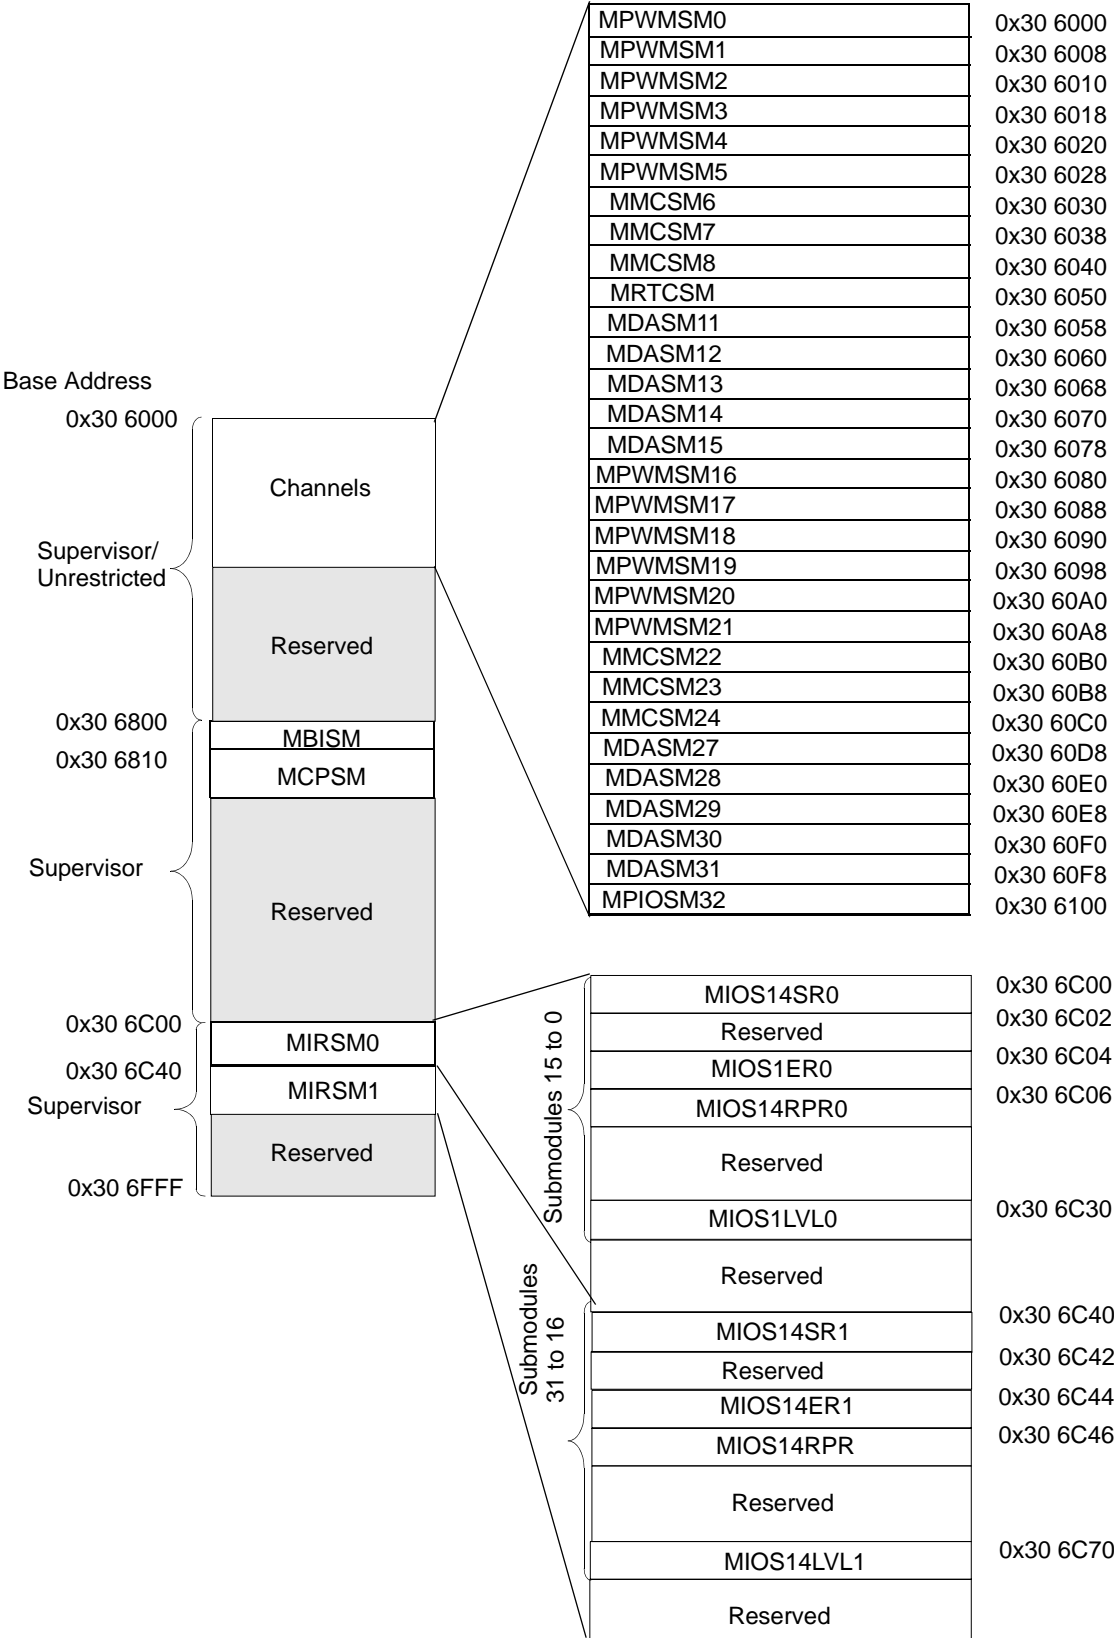 Base Address
0x30 6000
Channels
Supervisor/
Unrestricted
Reserved
0x30 6800
MBISM
0x30 6810
MCPSM
Supervisor
Reserved
0x30 6C00
MIRSM0
0x30 6C40
MIRSM1
Supervisor
Reserved
0x30 6FFF
MPWMSM0 0x30 6000
MPWMSM1 0x30 6008
MPWMSM2 0x30 6010
MPWMSM3 0x30 6018
MPWMSM4 0x30 6020
MPWMSM5 0x30 6028
MMCSM6 0x30 6030
MMCSM7 0x30 6038
MMCSM8 0x30 6040
MRTCSM 0x30 6050
MDASM11 0x30 6058
MDASM12 0x30 6060
MDASM13 0x30 6068
MDASM14 0x30 6070
MDASM15 0x30 6078
MPWMSM16 0x30 6080
MPWMSM17 0x30 6088
MPWMSM18 0x30 6090
MPWMSM19 0x30 6098
MPWMSM20 0x30 60A0
MPWMSM21 0x30 60A8
MMCSM22 0x30 60B0
MMCSM23 0x30 60B8
MMCSM24 0x30 60C0
MDASM27 0x30 60D8
MDASM28 0x30 60E0
MDASM29 0x30 60E8
MDASM30 0x30 60F0
MDASM31 0x30 60F8
MPIOSM32 0x30 6100
Submodules 15 to 0
MIOS14SR0 0x30 6C00
Reserved 0x30 6C02
MIOS1ER0 0x30 6C04
MIOS14RPR0 0x30 6C06
Reserved
MIOS1LVL0 0x30 6C30
Reserved
Submodules
31 to 16
MIOS14SR1 0x30 6C40
Reserved 0x30 6C42
MIOS14ER1 0x30 6C44
MIOS14RPR 0x30 6C46
Reserved
MIOS14LVL1 0x30 6C70
Reserved